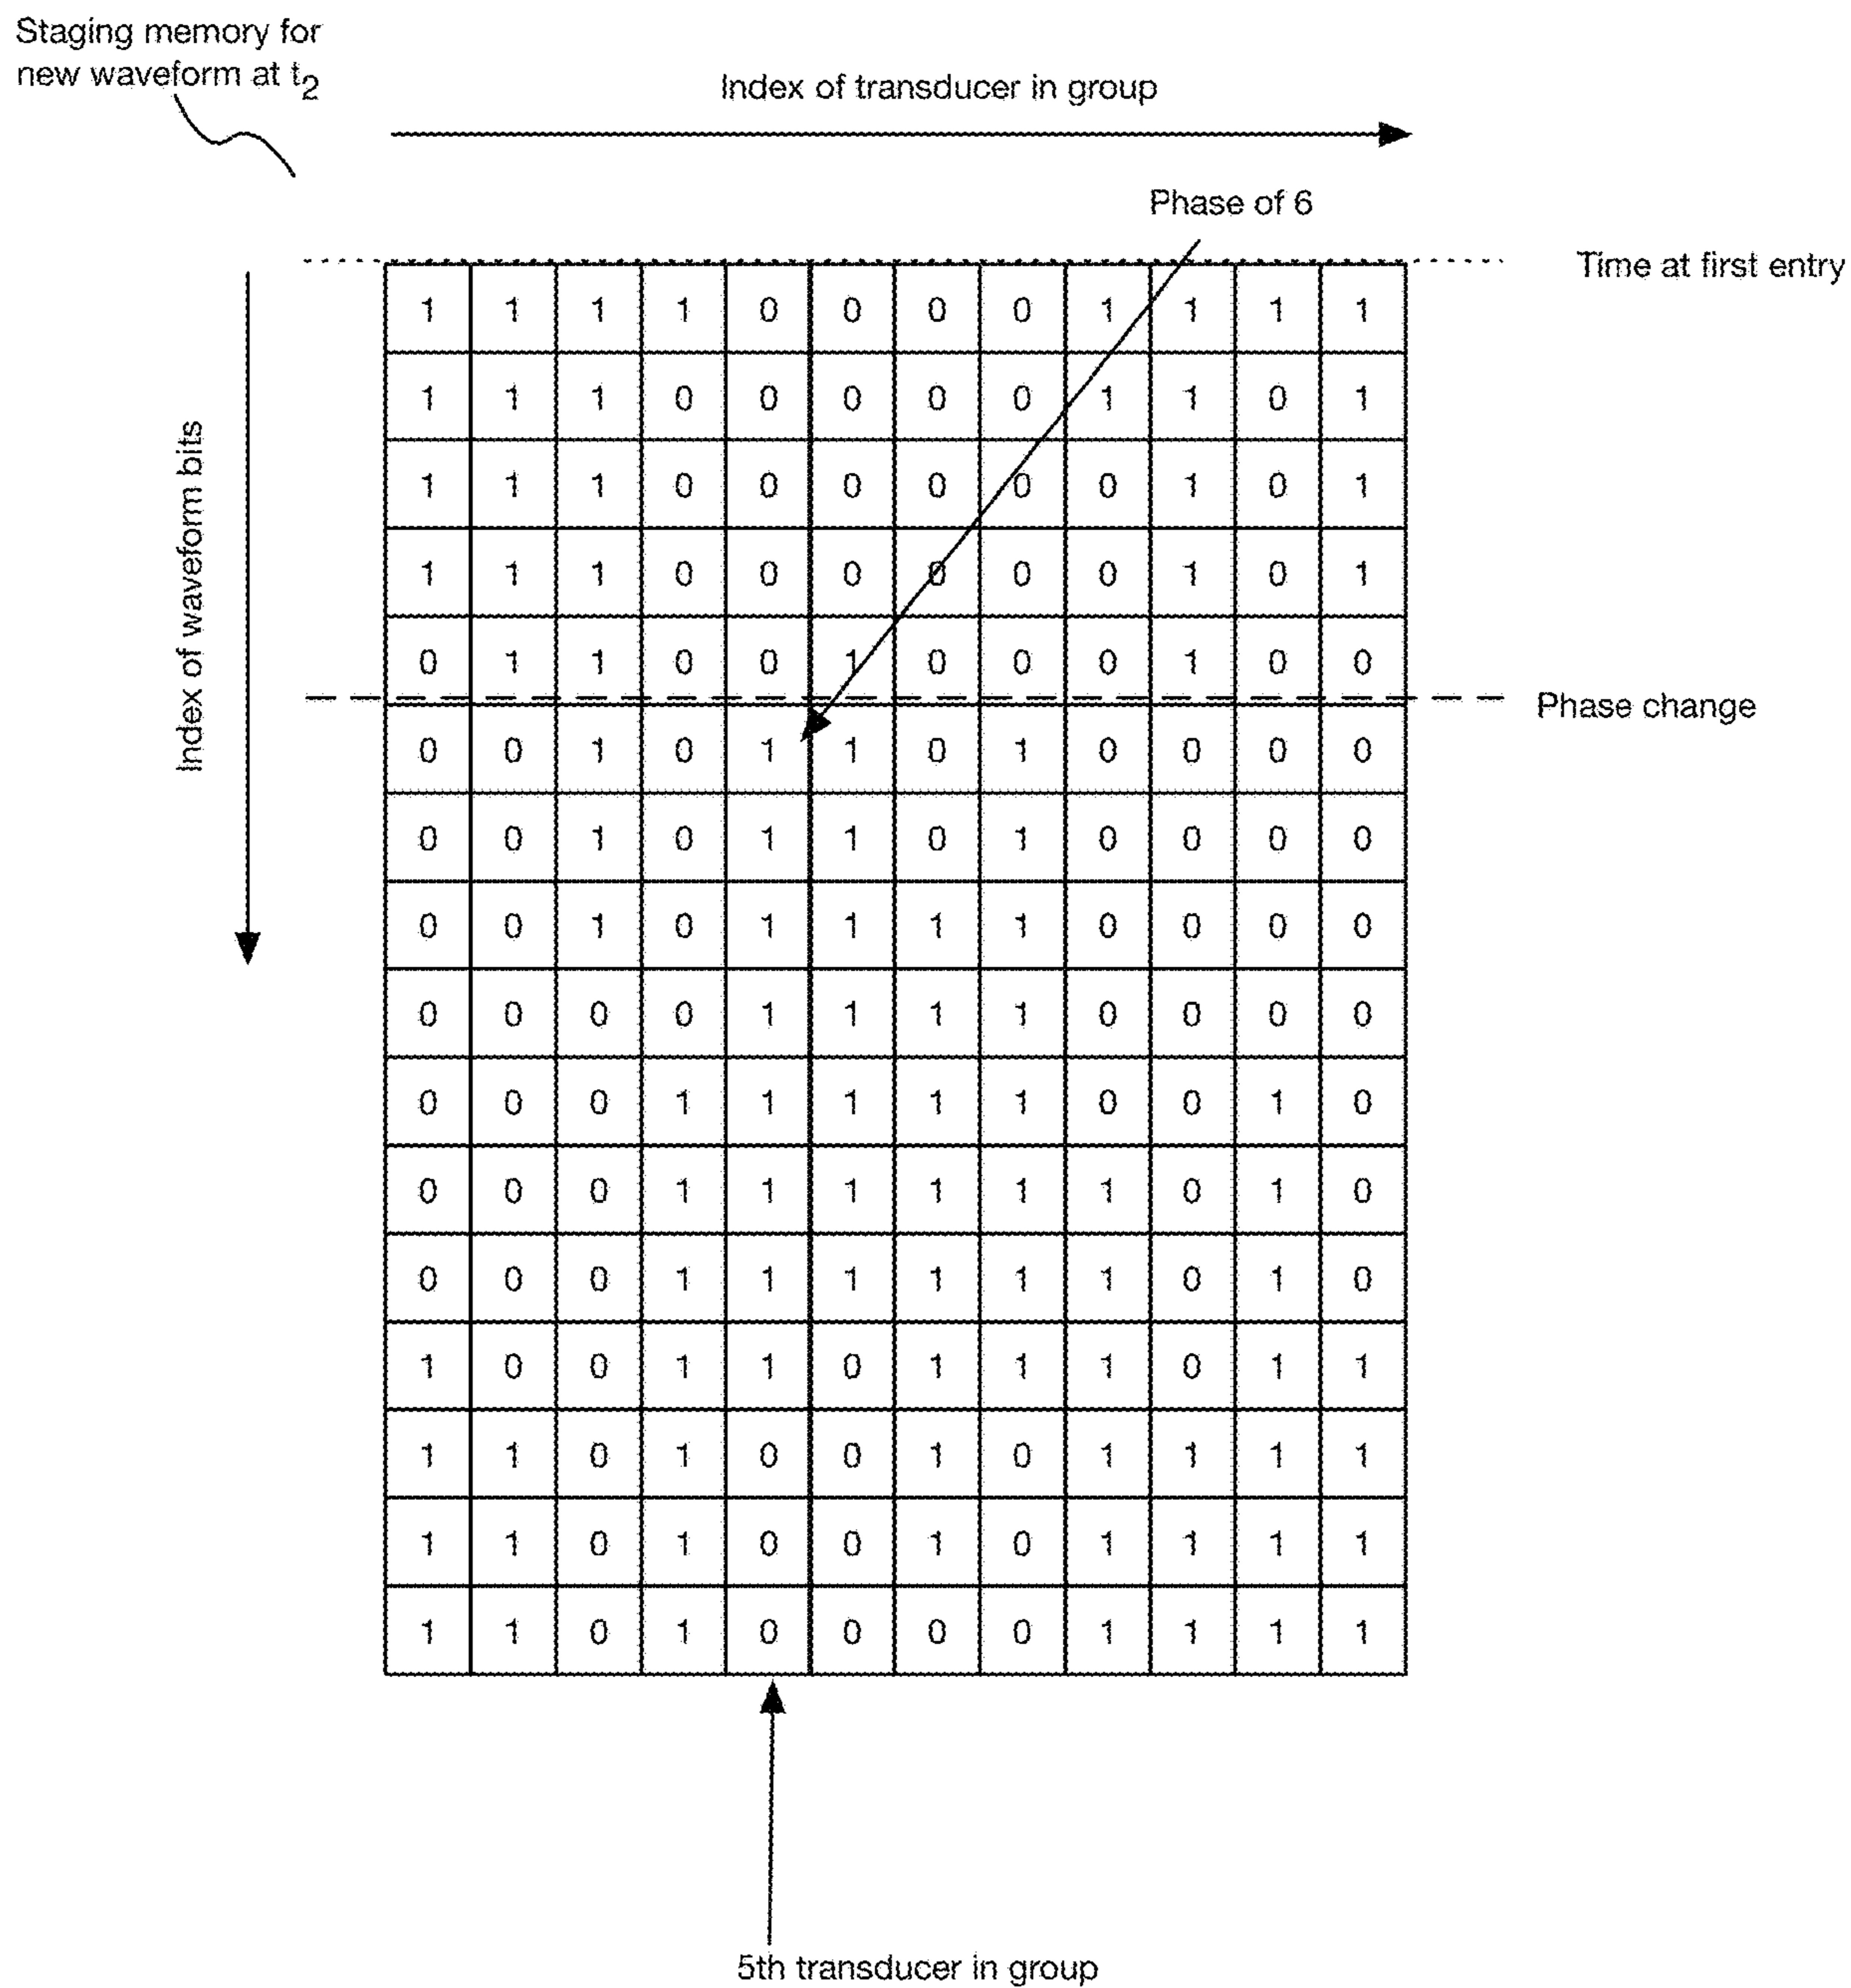 Staging memory for
new waveform at t2
Index of transducer in group
Phase of 6
Time at first entry
1 1 1 1 0 0 0 0 1 1 1 1
1 1 1 0 0 0 0 0 1 1 0 1
1 1 1 0 0 0 0 0 0 1 0 1
1 1 1 0 0 0 0 0 0 1 0 1
0 1 1 0 0 1 0 0 0 1 0 0
Index of waveform bits
Phase change
0 0 1 0 1 1 0 1 0 0 0 0
0 0 1 0 1 1 0 1 0 0 0 0
0 0 1 0 1 1 1 1 0 0 0 0
0 0 0 0 1 1 1 1 0 0 0 0
0 0 0 1 1 1 1 1 0 0 1 0
0 0 0 1 1 1 1 1 1 0 1 0
0 0 0 1 1 1 1 1 1 0 1 0
1 0 0 1 1 0 1 1 1 0 1 1
1 1 0 1 0 0 1 0 1 1 1 1
1 1 0 1 0 0 1 0 1 1 1 1
1 1 0 1 0 0 0 0 1 1 1 1
5th transducer in group